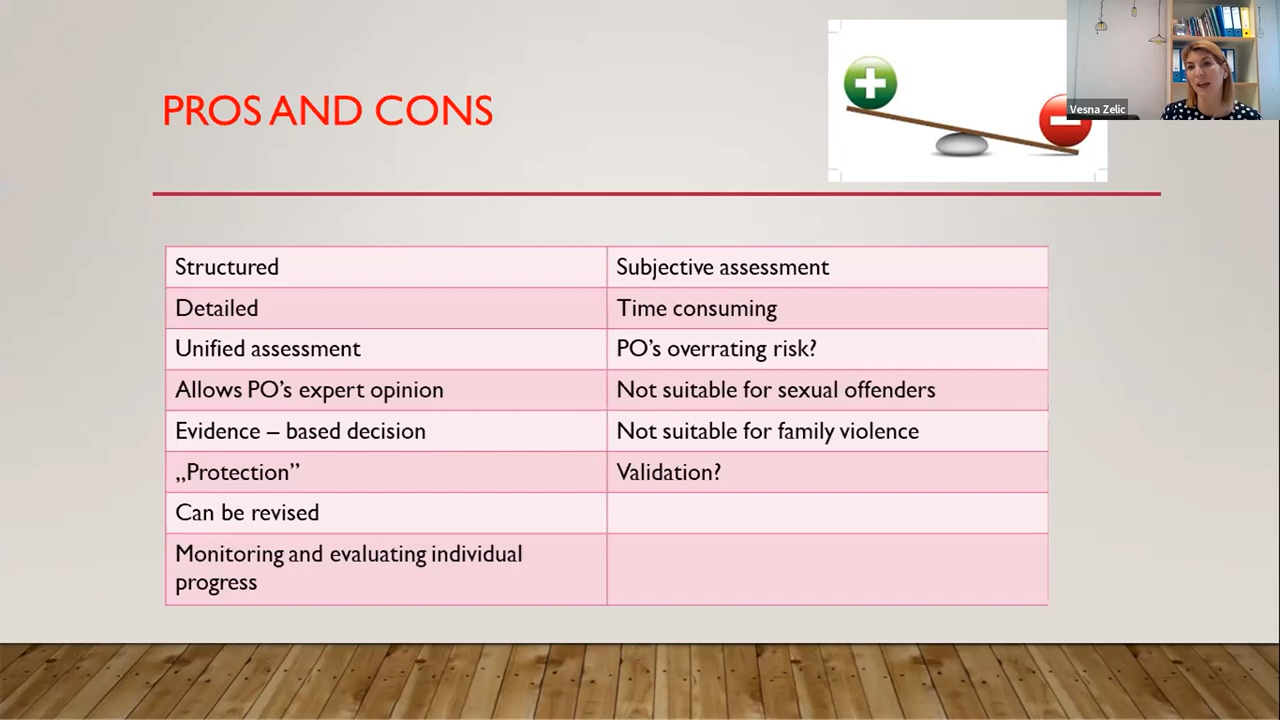 PROS AND CONS
Vesna Zelic
Structured
Subjective assessment
Detailed
Time consuming
Unified assessment
PO's overrating risk?
Allows PO's expert opinion
Not suitable for sexual offenders
Evidence – based decision
Not suitable for family violence
„Protection”
Validation?
Can be revised
Monitoring and evaluating individual
progress